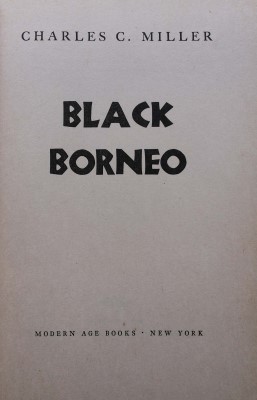 CHARLES C. MILLER
BLACK
BORNEO
MODERN AGE BOOKS · NEW YORK